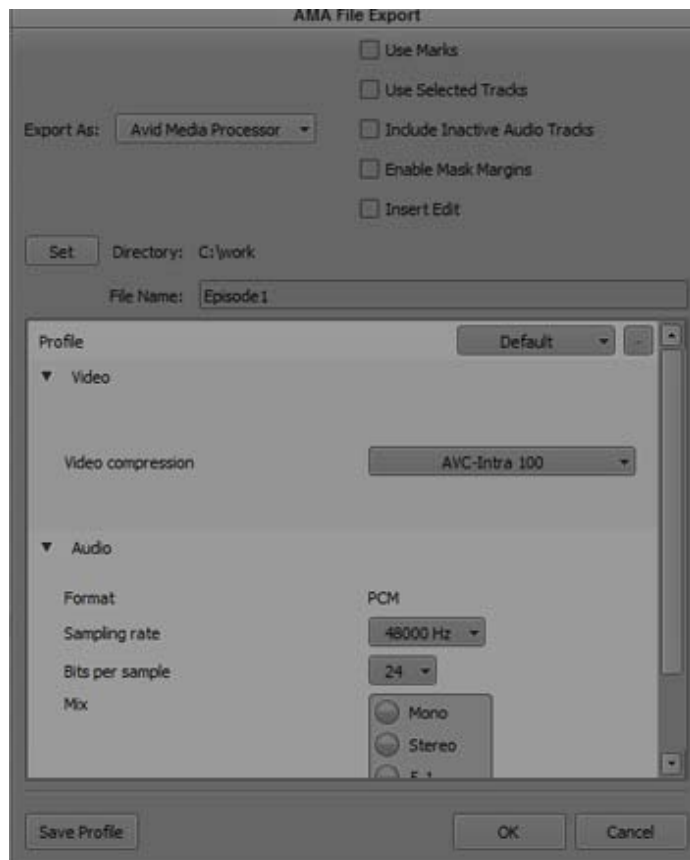 AMA File Export
Use Marks
Use Selected Tracks
Export As: Avid Media Processor
Include Inactive Audio Tracks
Enable Mask Margins
Insert Edit
Set Directory: C:\work
File Name: Episode1
Profile Default -
Video
Video compression AVC-Intra 100
Audio
Format PCM
Sampling rate 48000 Hz
Bits per sample 24
Mix
Mono
Stereo
5.1
Save Profile OK Cancel